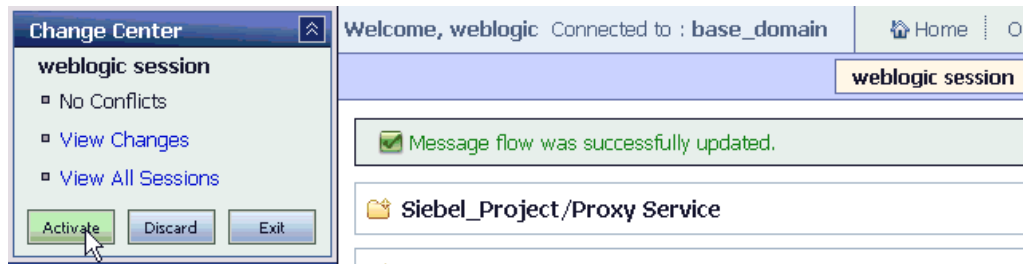 Change Center
weblogic session
No Conflicts
View Changes
View All Sessions
Activate Discard Exit
Welcome, weblogic Connected to : base_domain
Home O
weblogic session
Message flow was successfully updated.
Siebel_Project/Proxy Service